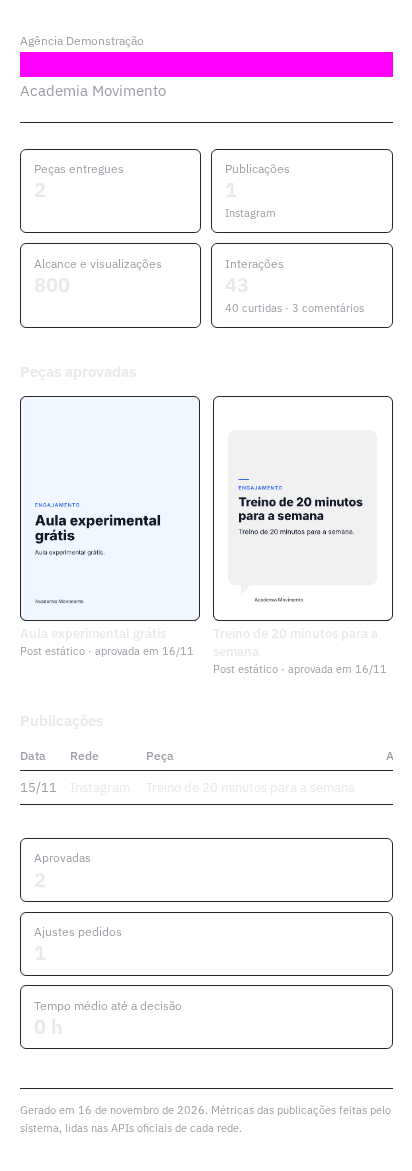 Agência Demonstração
Academia Movimento
Peças entregues
2
Publicações
1
Instagram
Alcance e visualizações
800
Interações
43
40 curtidas · 3 comentários
Peças aprovadas
ENGAJAMENTO
Aula experimental
grátis
Aula experimental grátis.
Academia Movimento
ENGAJAMENTO
Treino de 20 minutos
para a semana
Treino de 20 minutos para a semana.
Academia Movimento
Aula experimental grátis
Post estático · aprovada em 16/11
Treino de 20 minutos para a
semana
Post estático · aprovada em 16/11
Publicações
Data Rede Peça A
15/11 Instagram Treino de 20 minutos para a semana
Aprovadas
2
Ajustes pedidos
1
Tempo médio até a decisão
0 h
Gerado em 16 de novembro de 2026. Métricas das publicações feitas pelo
sistema, lidas nas APIs oficiais de cada rede.